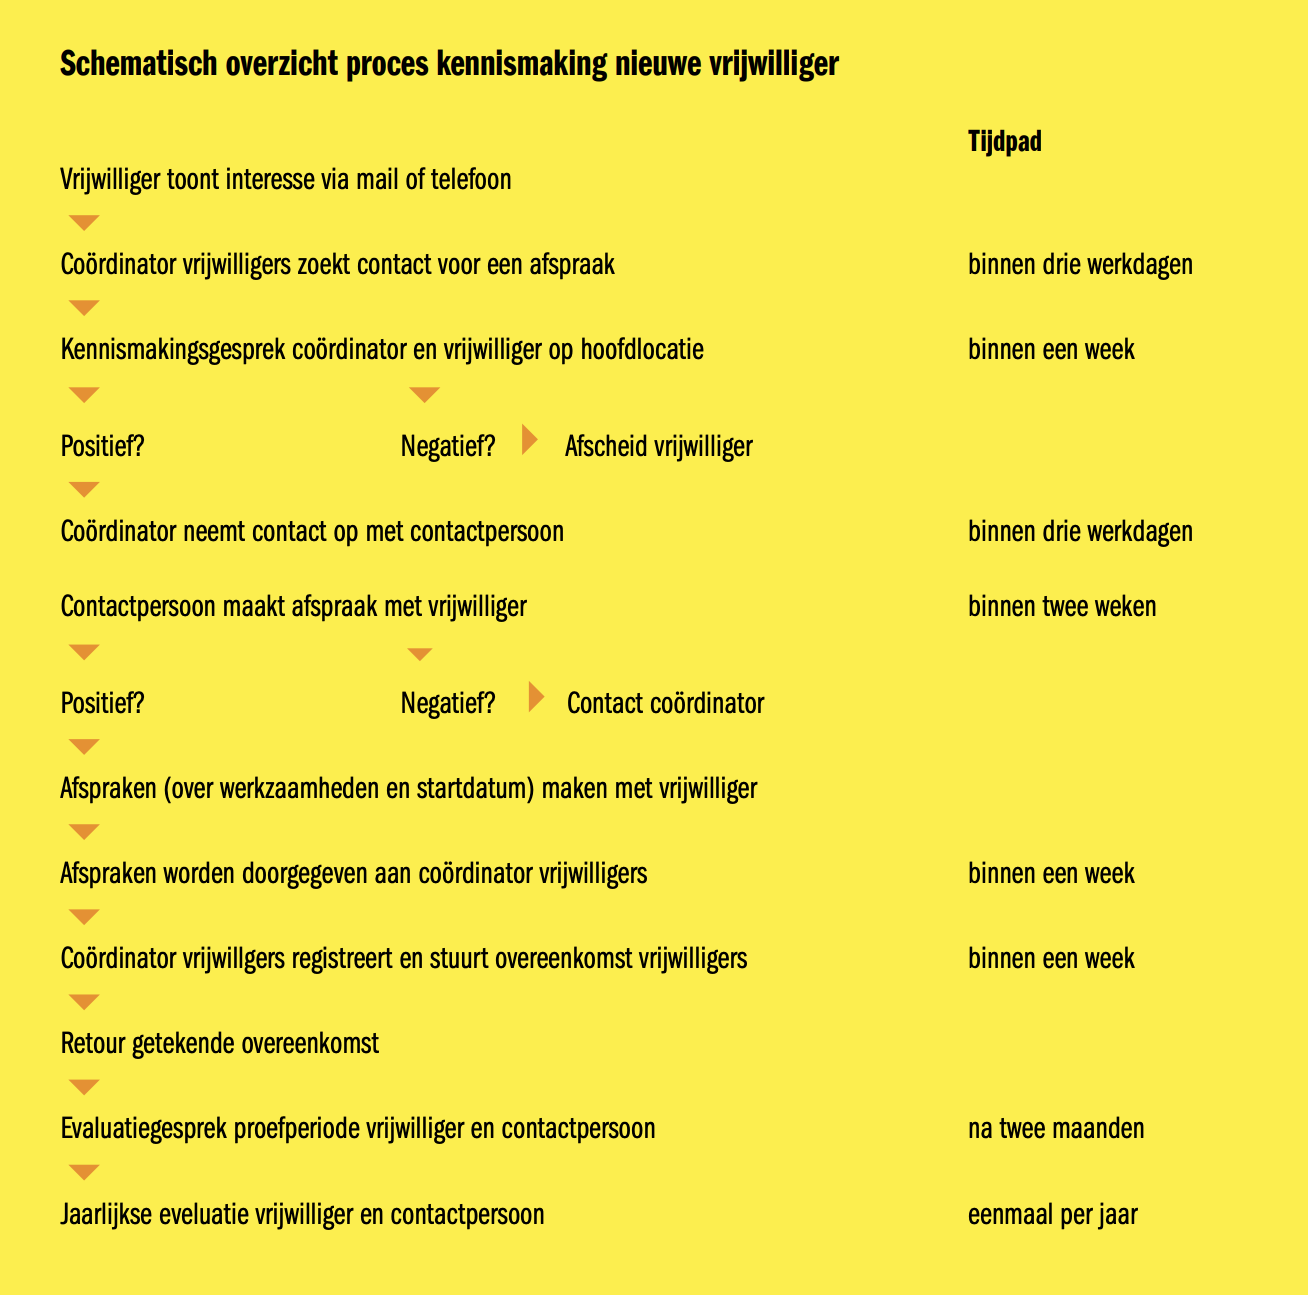 Schematisch overzicht proces kennismaking nieuwe vrijwilliger
Tijdpad
Vrijwilliger toont interesse via mail of telefoon
Coördinator vrijwilligers zoekt contact voor een afspraak binnen drie werkdagen
Kennismakingsgesprek coördinator en vrijwilliger op hoofdlocatie binnen een week
Positief? Negatief? Afscheid vrijwilliger
Coördinator neemt contact op met contactpersoon binnen drie werkdagen
Contactpersoon maakt afspraak met vrijwilliger binnen twee weken
Positief? Negatief? Contact coördinator
Afspraken (over werkzaamheden en startdatum) maken met vrijwilliger
Afspraken worden doorgegeven aan coördinator vrijwilligers binnen een week
Coördinator vrijwillgers registreert en stuurt overeenkomst vrijwilligers binnen een week
Retour getekende overeenkomst
Evaluatiegesprek proefperiode vrijwilliger en contactpersoon na twee maanden
Jaarlijkse eveluatie vrijwilliger en contactpersoon eenmaal per jaar